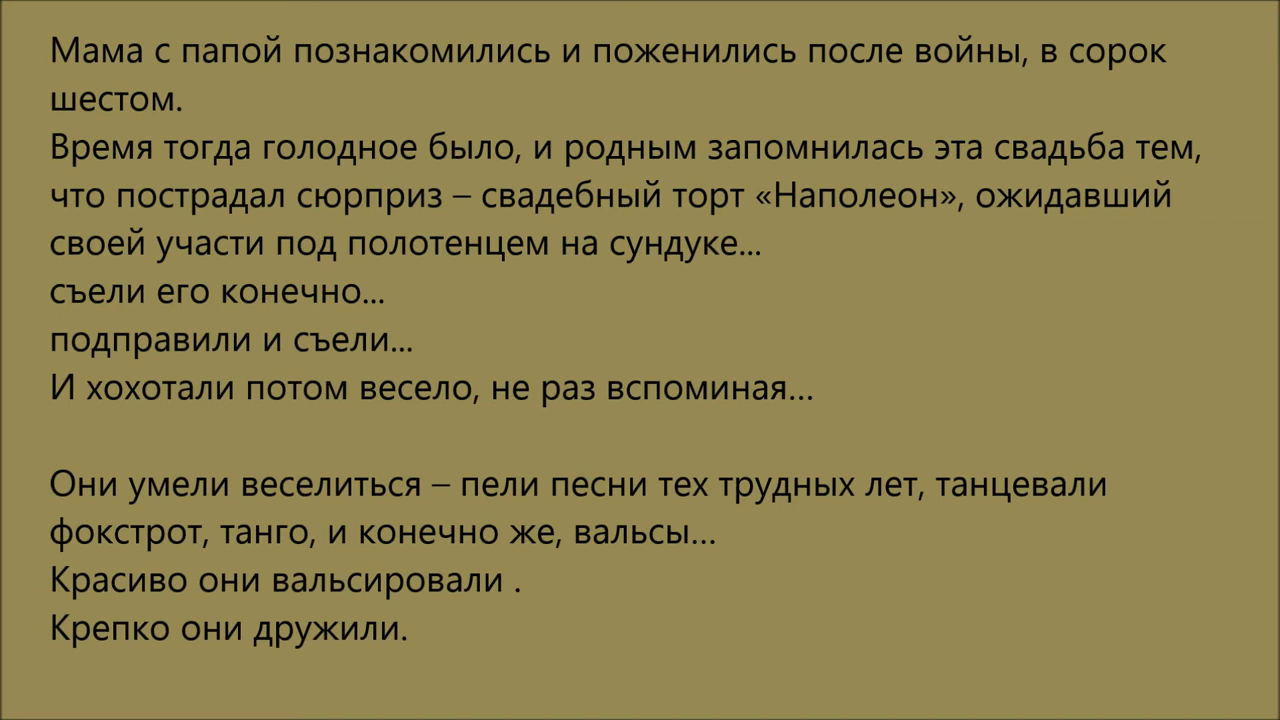 Мама с папой познакомились и поженились после войны, в сорок
шестом.
Время тогда голодное было, и родным запомнилась эта свадьба тем,
что пострадал сюрприз – свадебный торт «Наполеон», ожидавший
своей участи под полотенцем на сундуке...
съели его конечно...
подправили и съели...
И хохотали потом весело, не раз вспоминая...
Они умели веселиться – пели песни тех трудных лет, танцевали
фокстрот, танго, и конечно же, вальсы...
Красиво они вальсировали .
Крепко они дружили.